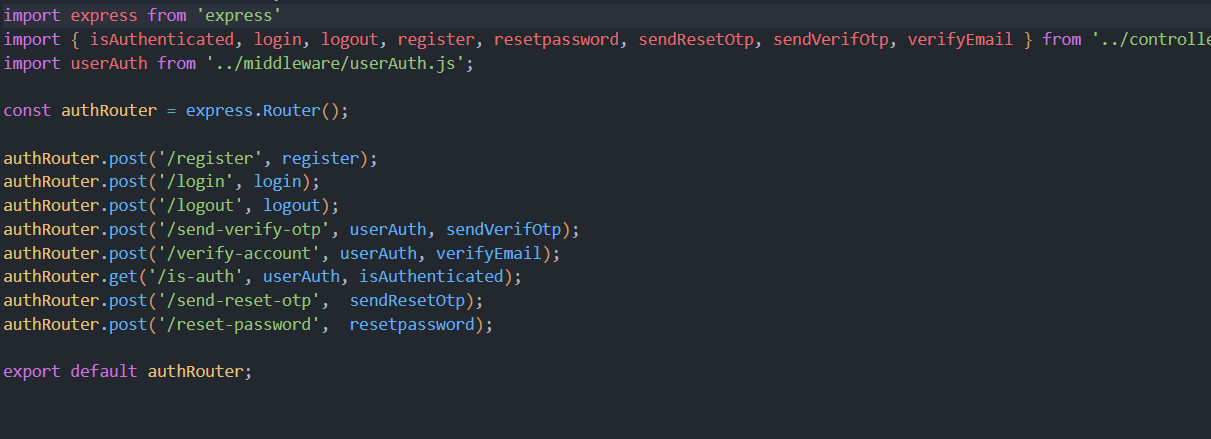 import express from 'express'
import { isAuthenticated, login, logout, register, resetpassword, sendResetOtp, sendVerifOtp, verifyEmail } from '../controlle
import userAuth from '../middleware/userAuth.js';
const authRouter = express.Router();
authRouter.post('/register', register);
authRouter.post('/login', login);
authRouter.post('/logout', logout);
authRouter.post('/send-verify-otp', userAuth, sendVerifOtp);
authRouter.post('/verify-account', userAuth, verifyEmail);
authRouter.get('/is-auth', userAuth, isAuthenticated);
authRouter.post('/send-reset-otp',  sendResetOtp);
authRouter.post('/reset-password',  resetpassword);
export default authRouter;